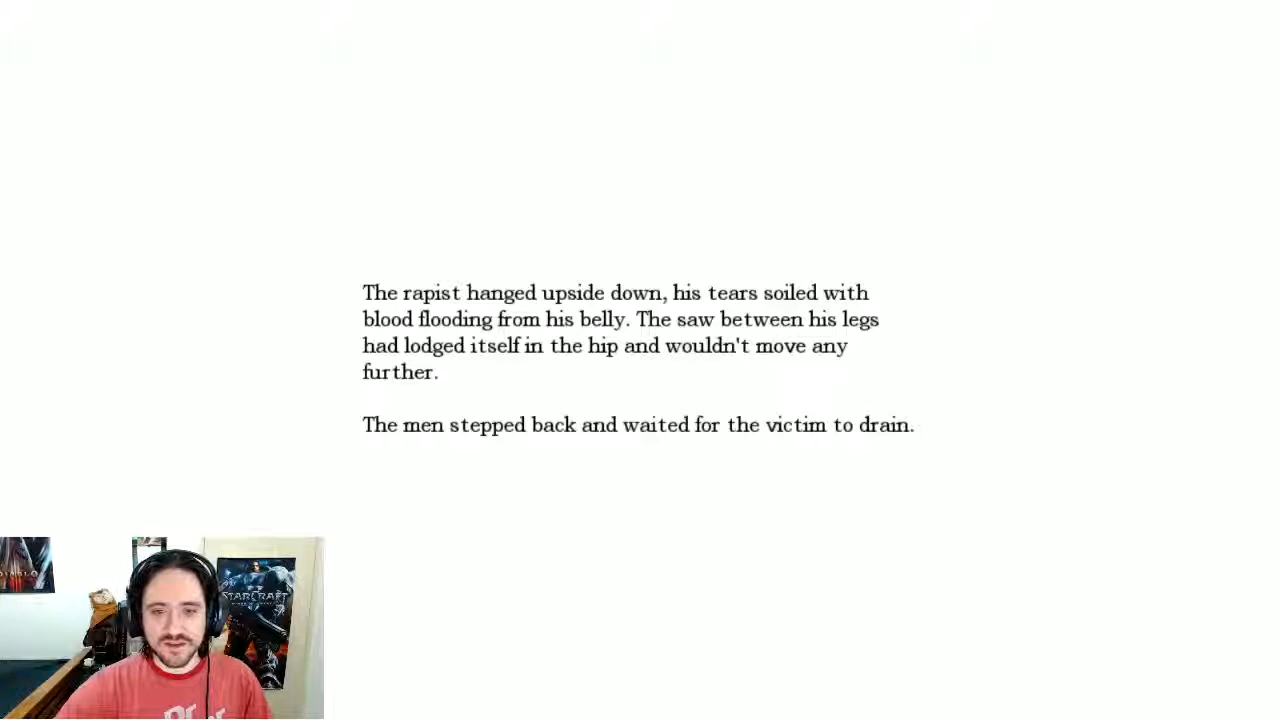 The rapist hanged upside down, his tears soiled with
blood flooding from his belly. The saw between his legs
had lodged itself in the hip and wouldn't move any
further.
The men stepped back and waited for the victim to drain.
STARCRAFT